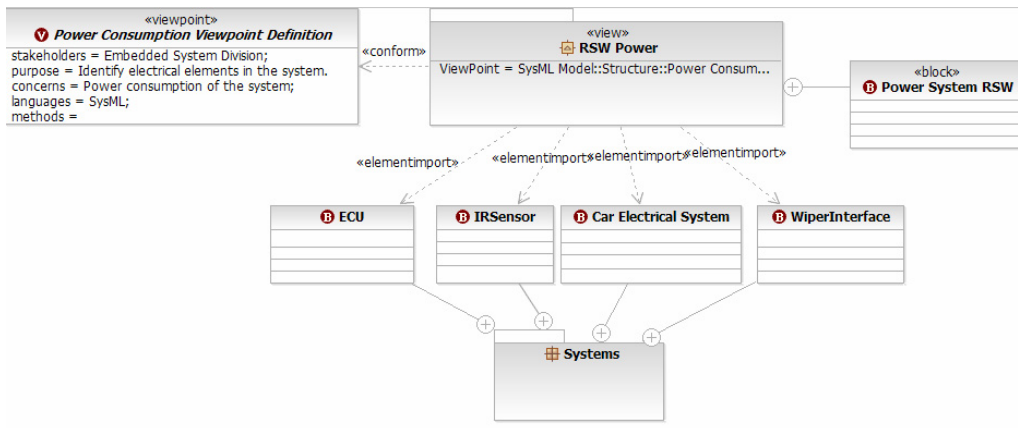 «viewpoint»
V Power Consumption Viewpoint Definition
stakeholders = Embedded System Division;
purpose = Identify electrical elements in the system.
concerns = Power consumption of the system;
languages = SysML;
methods =
«conform»
«view»
RSW Power
ViewPoint = SysML Model::Structure::Power Consum...
«block»
B Power System RSW
«elementimport»
«elementimport»
«elementimport»
«elementimport»
B ECU
B IRSensor
B Car Electrical System
B WiperInterface
Systems